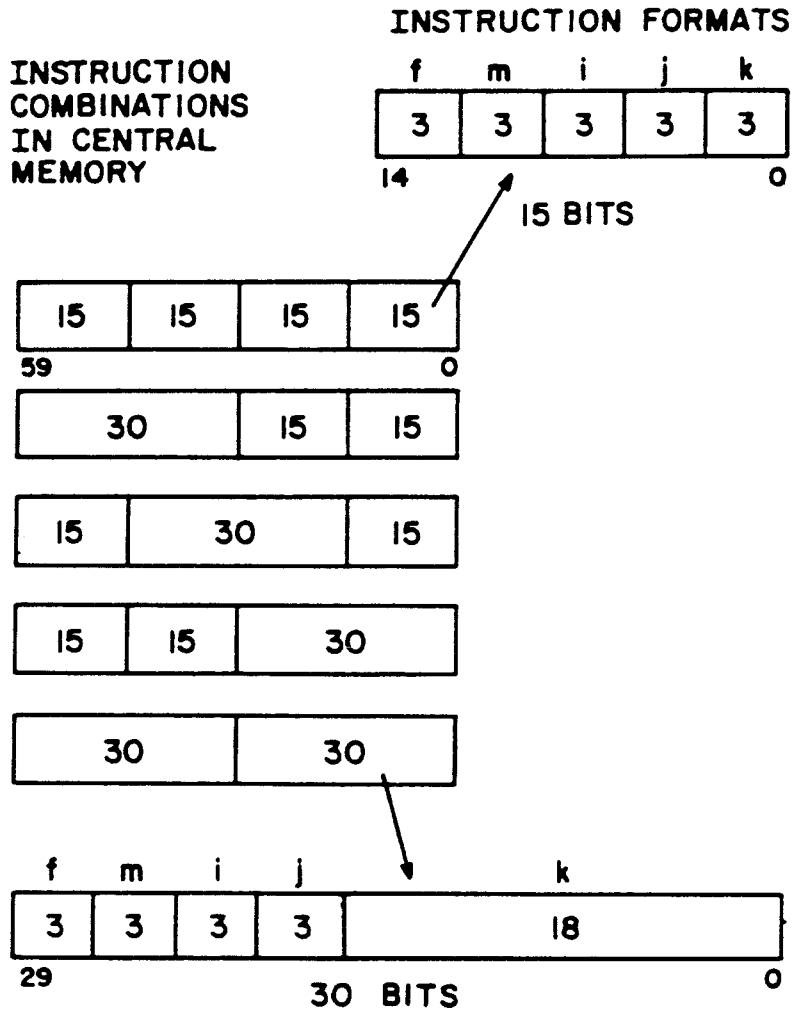 INSTRUCTION FORMATS
INSTRUCTION
COMBINATIONS
IN CENTRAL
MEMORY
f m i j k
3 3 3 3 3
14 0
15 BITS
15 15 15 15
59 0
30 15 15
15 30 15
15 15 30
30 30
f m i j k
3 3 3 3 18
29 0
30 BITS